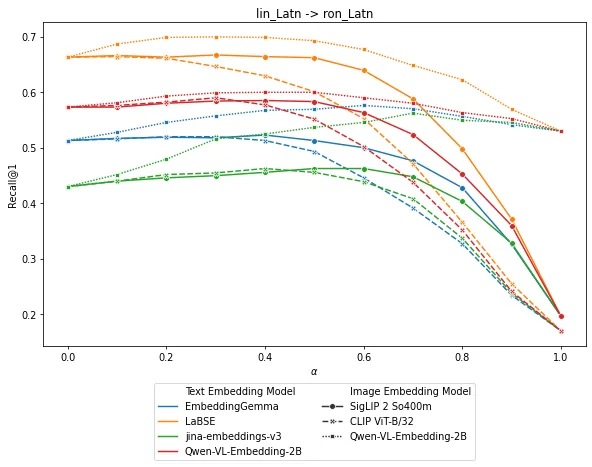 lin_Latn -> ron_Latn
0.7
0.6
0.5
0.4
0.3
0.2
Recall@1
0.0 0.2 0.4 0.6 0.8 1.0
α
Text Embedding Model Image Embedding Model
EmbeddingGemma SigLIP 2 So400m
LaBSE CLIP ViT-B/32
jina-embeddings-v3 Qwen-VL-Embedding-2B
Qwen-VL-Embedding-2B